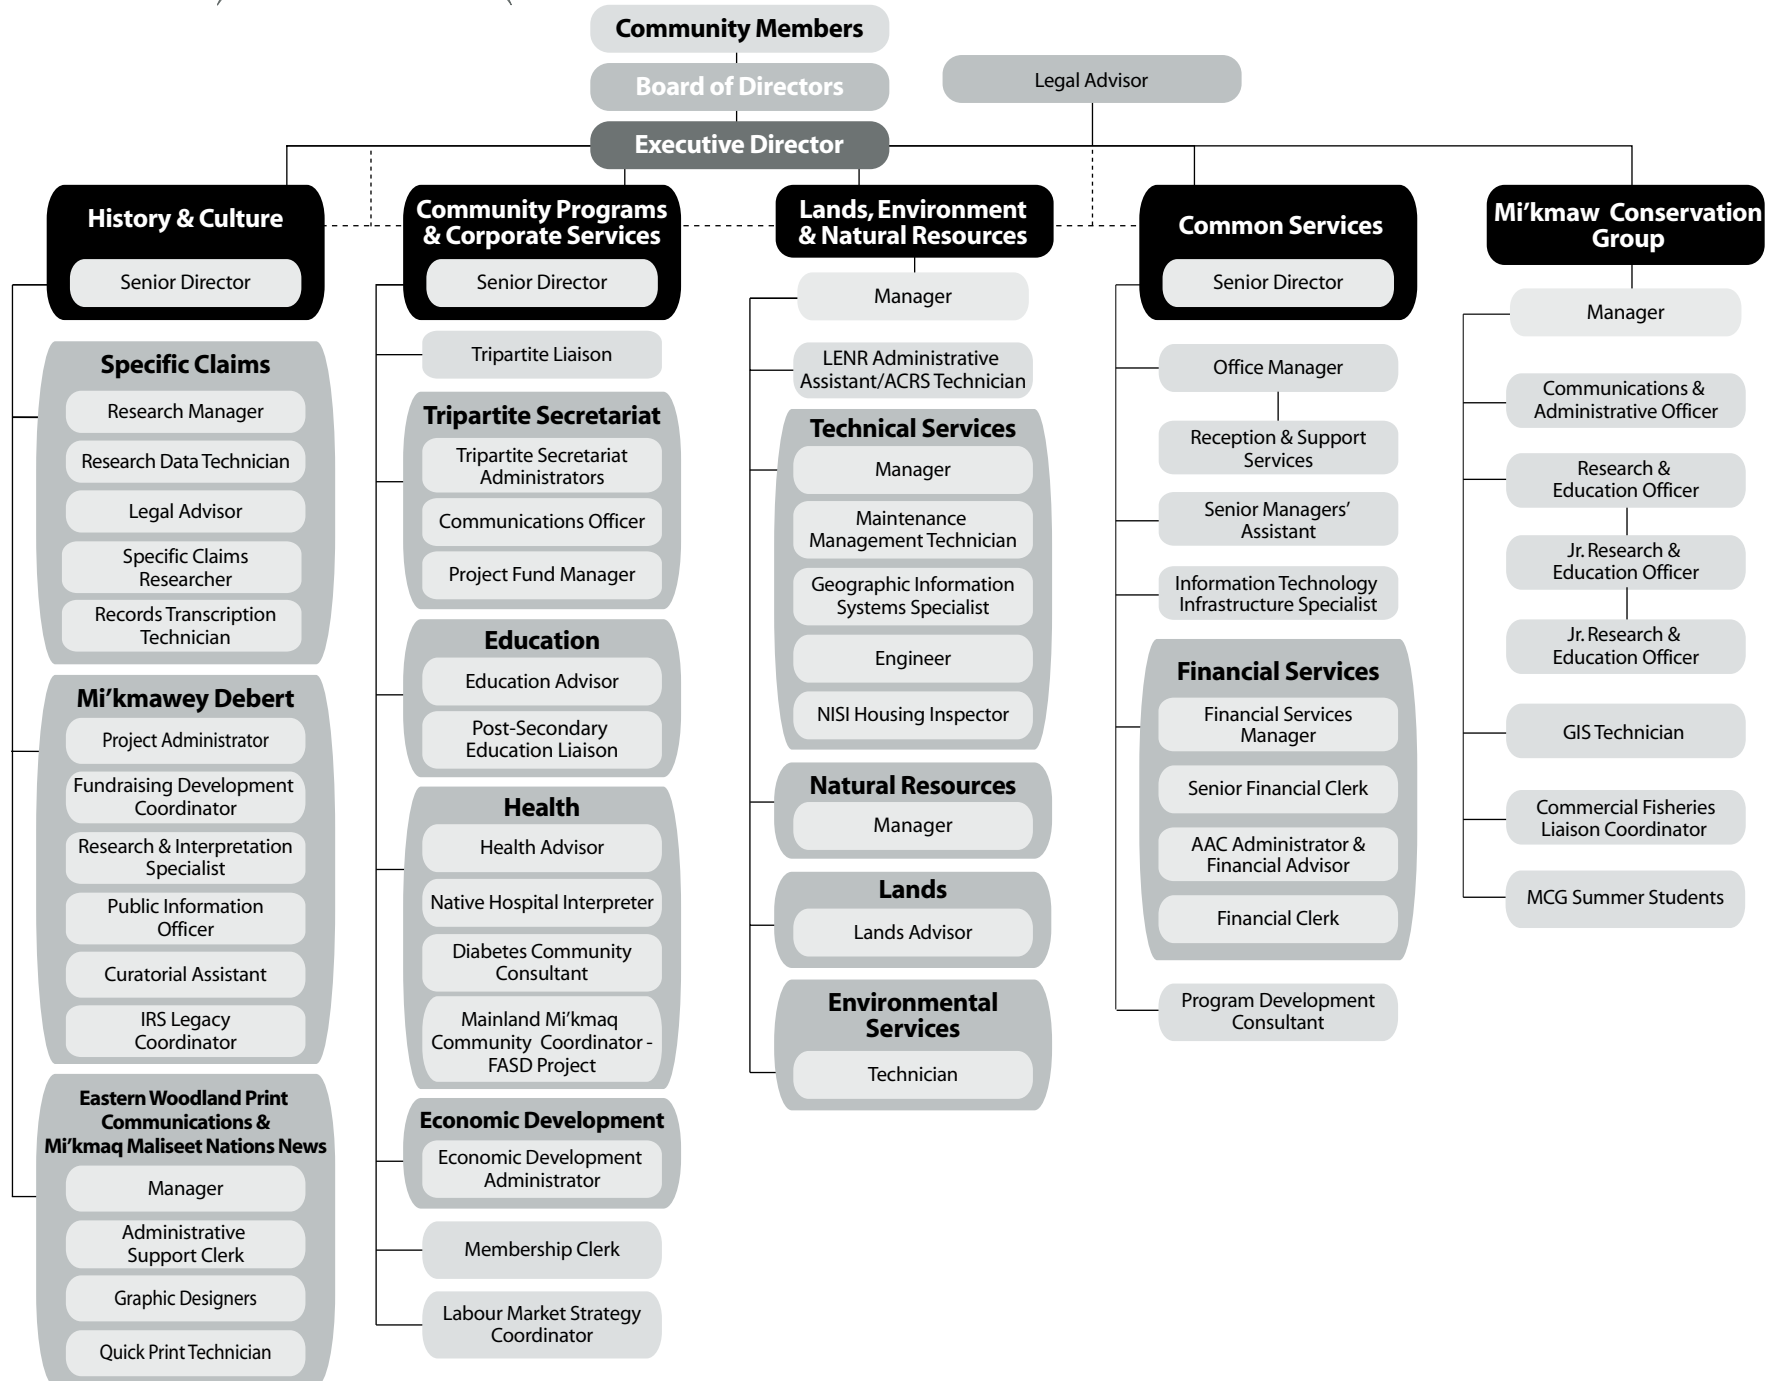 Community Members
Board of Directors
Legal Advisor
Executive Director
History & Culture
Senior Director
Specific Claims
Research Manager
Research Data Technician
Legal Advisor
Specific Claims
Researcher
Records Transcription
Technician
Mi'kmawey Debert
Project Administrator
Fundraising Development
Coordinator
Research & Interpretation
Specialist
Public Information
Officer
Curatorial Assistant
IRS Legacy
Coordinator
Eastern Woodland Print
Communications &
Mi'kmaq Maliseet Nations News
Manager
Administrative
Support Clerk
Graphic Designers
Quick Print Technician
Community Programs
& Corporate Services
Senior Director
Tripartite Liaison
Tripartite Secretariat
Tripartite Secretariat
Administrators
Communications Officer
Project Fund Manager
Education
Education Advisor
Post-Secondary
Education Liaison
Health
Health Advisor
Native Hospital Interpreter
Diabetes Community
Consultant
Mainland Mi'kmaq
Community Coordinator -
FASD Project
Economic Development
Economic Development
Administrator
Membership Clerk
Labour Market Strategy
Coordinator
Lands, Environment
& Natural Resources
Manager
LENR Administrative
Assistant/ACRS Technician
Technical Services
Manager
Maintenance
Management Technician
Geographic Information
Systems Specialist
Engineer
NISI Housing Inspector
Natural Resources
Manager
Lands
Lands Advisor
Environmental
Services
Technician
Common Services
Senior Director
Office Manager
Reception & Support
Services
Senior Managers'
Assistant
Information Technology
Infrastructure Specialist
Financial Services
Financial Services
Manager
Senior Financial Clerk
AAC Administrator &
Financial Advisor
Financial Clerk
Program Development
Consultant
Mi'kmaw Conservation
Group
Manager
Communications &
Administrative Officer
Research &
Education Officer
Jr. Research &
Education Officer
Jr. Research &
Education Officer
GIS Technician
Commercial Fisheries
Liaison Coordinator
MCG Summer Students